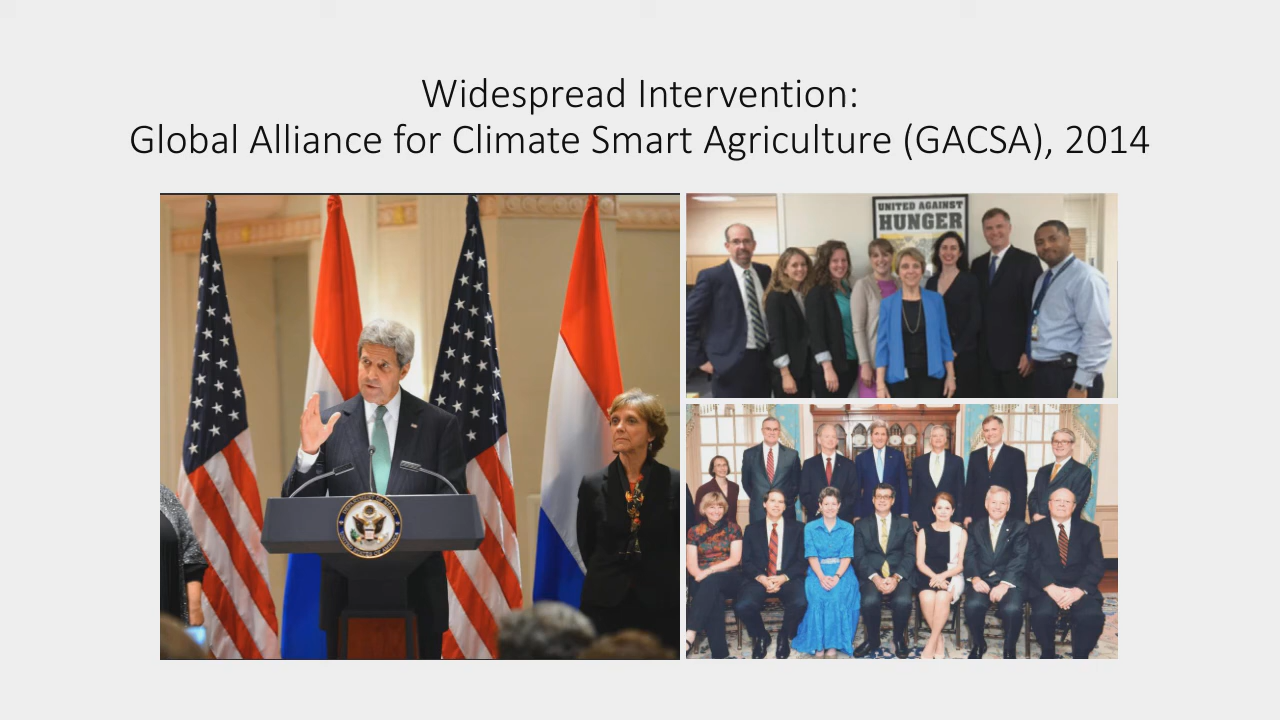 Widespread Intervention:
Global Alliance for Climate Smart Agriculture (GACSA), 2014
UNITED AGAINST
HUNGER